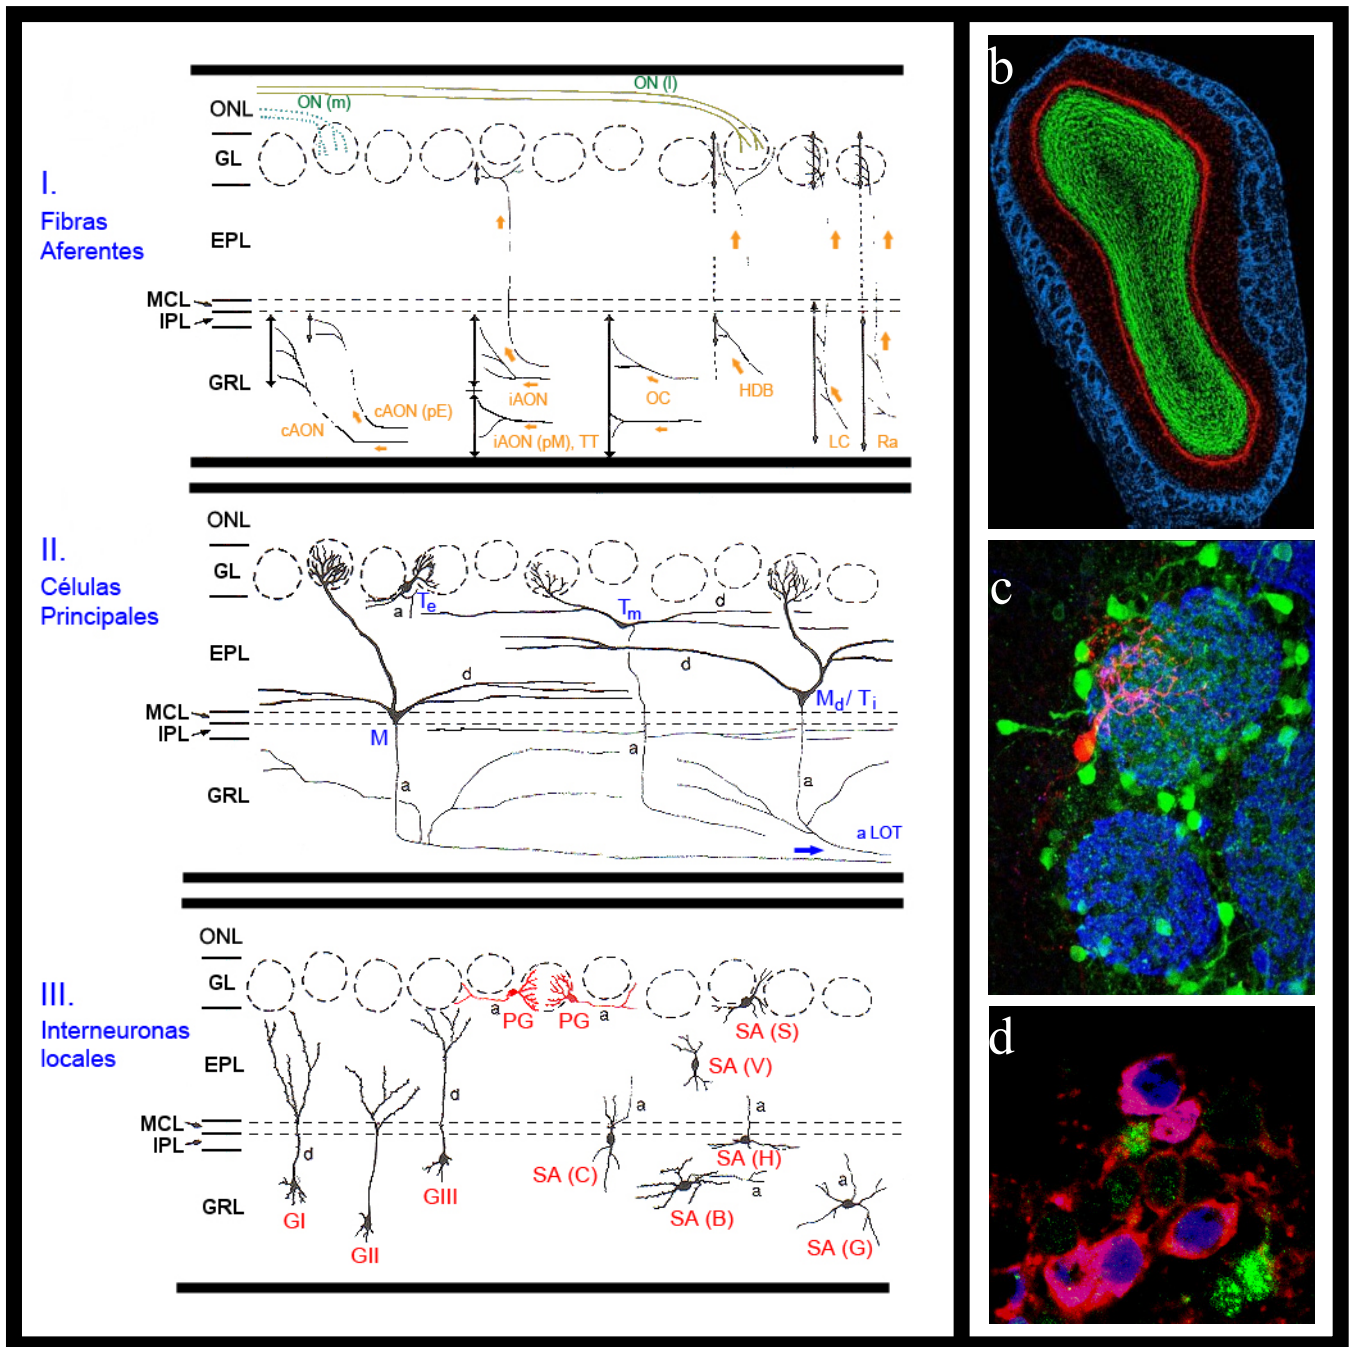 ON (l)
ON (m)
ONL
GL
I.
Fibras
Aferentes
EPL
MCL
IPL
GRL
cAON
cAON (pE)
iAON
iAON (pM), TT
OC
HDB
LC
Ra
II.
Células
Principales
ONL
GL
EPL
MCL
IPL
GRL
a
Te
Tm
d
d
d
Md/ Ti
M
a
a
a
a LOT
III.
Interneuronas
locales
ONL
GL
EPL
MCL
IPL
GRL
a
PG
PG
a
SA (S)
SA (V)
d
a
a
d
SA (C)
SA (H)
a
a
GI
GII
GIII
SA (B)
SA (G)
b
c
d